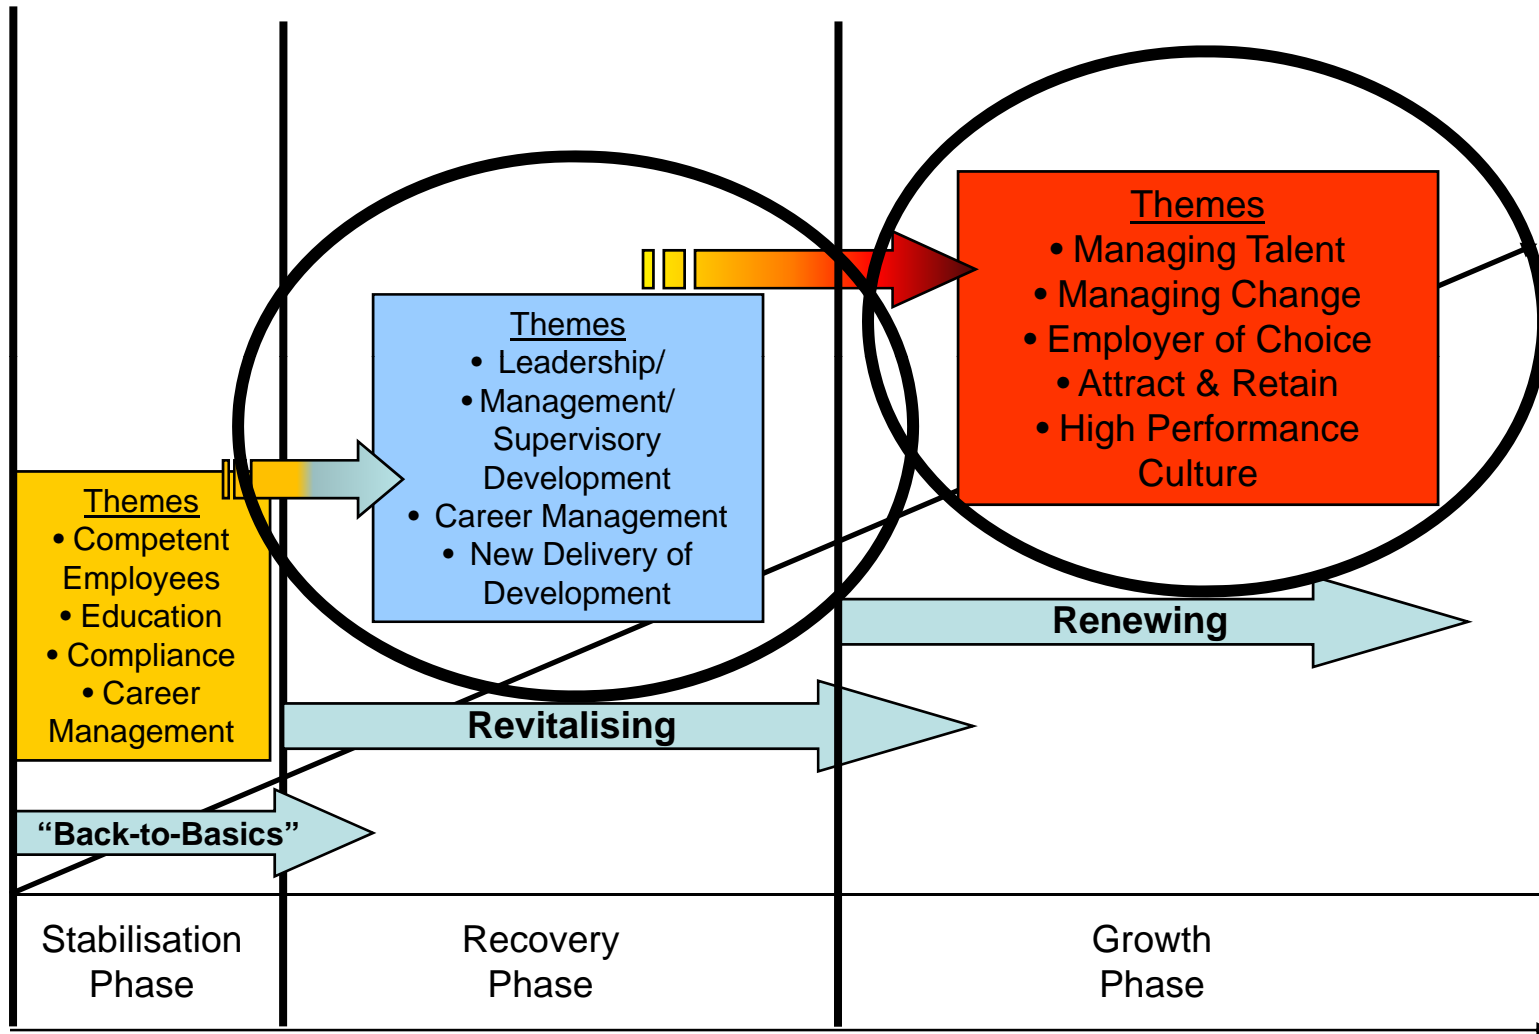 Themes
• Managing Talent
• Managing Change
• Employer of Choice
• Attract & Retain
• High Performance
Culture
Themes
• Leadership/
• Management/
Supervisory
Development
• Career Management
• New Delivery of
Development
Themes
• Competent
Employees
• Education
• Compliance
• Career
Management
Renewing
Revitalising
“Back-to-Basics”
Stabilisation
Phase
Recovery
Phase
Growth
Phase